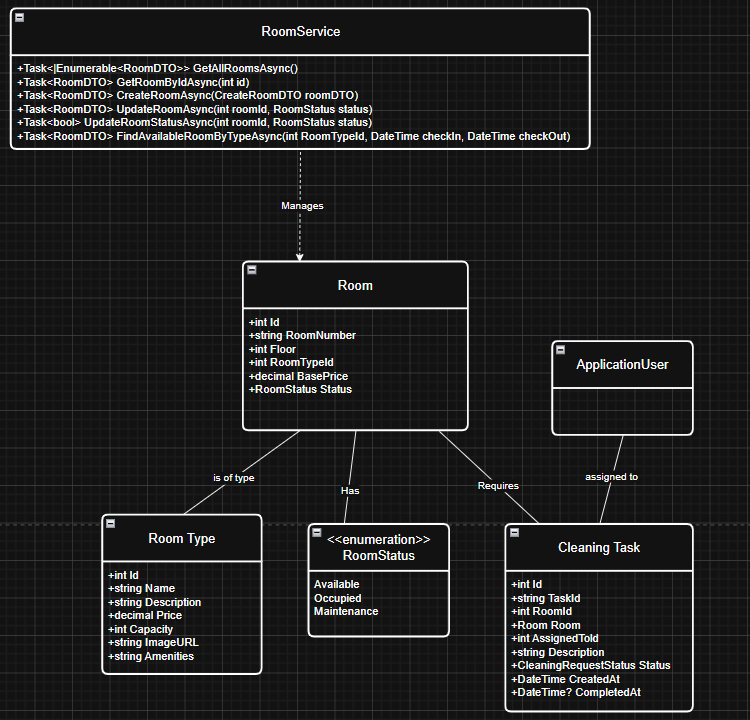 RoomService
+Task<|Enumerable<RoomDTO>> GetAllRoomsAsync()
+Task<RoomDTO> GetRoomByIdAsync(int id)
+Task<RoomDTO> CreateRoomAsync(CreateRoomDTO roomDTO)
+Task<RoomDTO> UpdateRoomAsync(int roomId, RoomStatus status)
+Task<bool> UpdateRoomStatusAsync(int roomId, RoomStatus status)
+Task<RoomDTO> FindAvailableRoomByTypeAsync(int RoomTypeId, DateTime checkIn, DateTime checkOut)
Manages
Room
+int Id
+string RoomNumber
+int Floor
+int RoomTypeId
+decimal BasePrice
+RoomStatus Status
ApplicationUser
is of type
Has
Requires
assigned to
Room Type
+int Id
+string Name
+string Description
+decimal Price
+int Capacity
+string ImageURL
+string Amenities
<<enumeration>>
RoomStatus
Available
Occupied
Maintenance
Cleaning Task
+int Id
+string TaskId
+int RoomId
+Room Room
+int AssignedToId
+string Description
+CleaningRequestStatus Status
+DateTime CreatedAt
+DateTime? CompletedAt